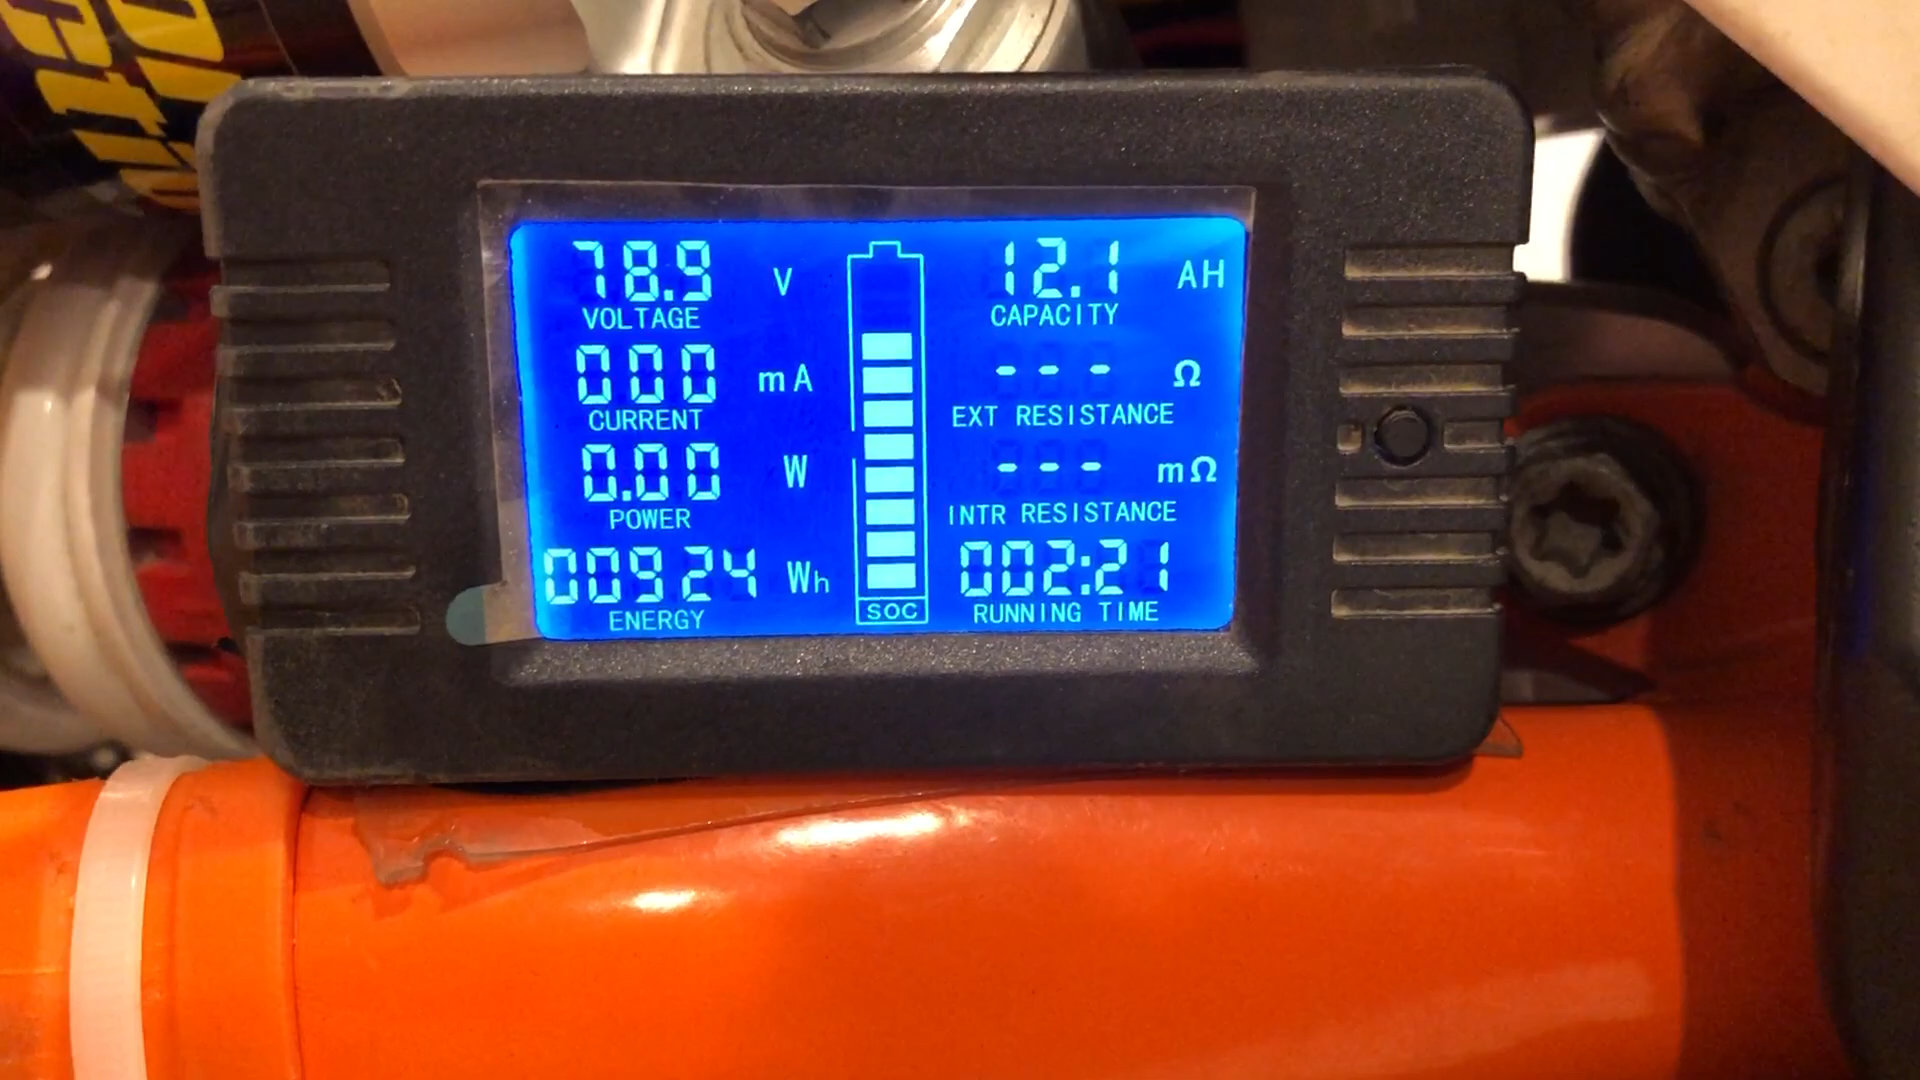 78.9 V
VOLTAGE
000 mA
CURRENT
0.00 W
POWER
00924 Wh
ENERGY
SOC
12.1 AH
CAPACITY
--- Ω
EXT RESISTANCE
--- mΩ
INTR RESISTANCE
002:21
RUNNING TIME